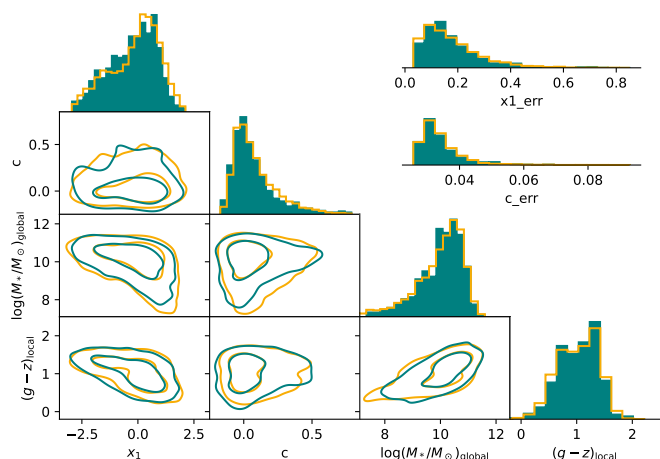 0.0 0.2 0.4 0.6 0.8
x1_err
0.04 0.06 0.08
c_err
c
0.5
0.0
log(M*/M⊙)global
12
10
8
(g − z)local
2
1
0
−2.5 0.0 2.5
x1
0.0 0.5
c
8 10 12
log(M*/M⊙)global
0 1 2
(g − z)local